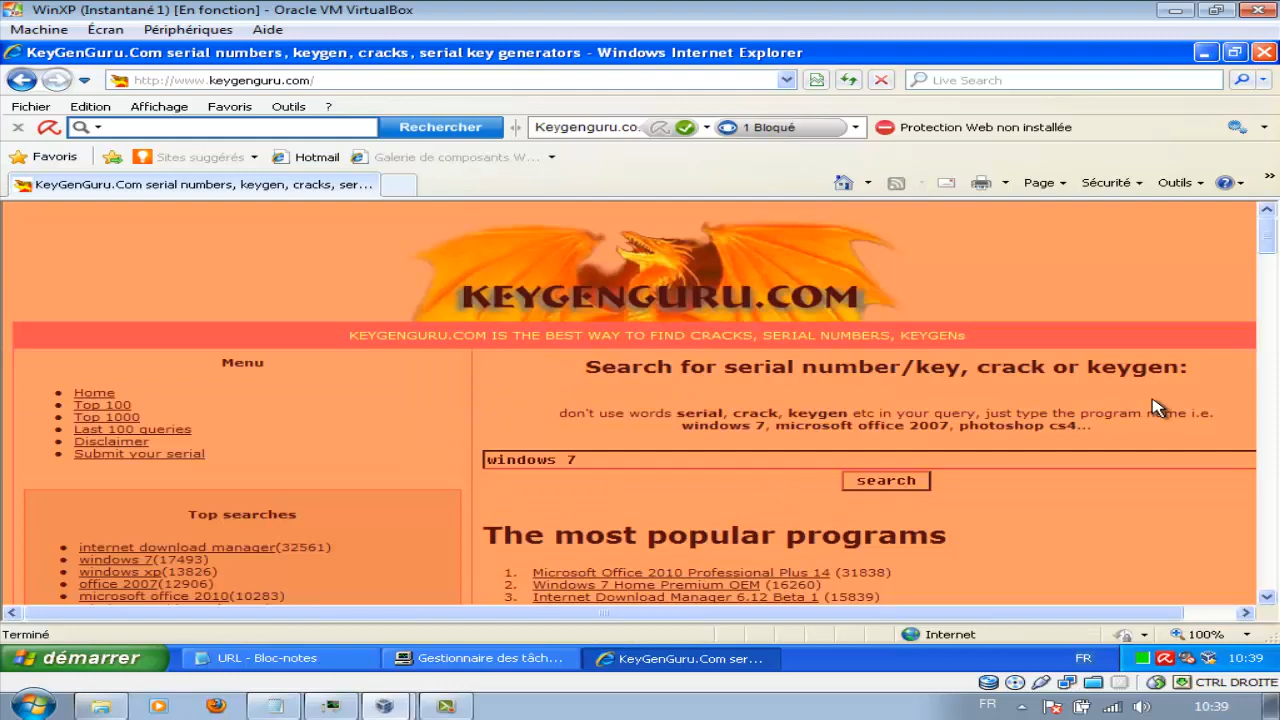 WinXP (Instantané 1) [En fonction] - Oracle VM VirtualBox
Machine Écran Périphériques Aide
KeyGenGuru.Com serial numbers, keygen, cracks, serial key generators - Windows Internet Explorer
http://www.keygenguru.com/
Live Search
Fichier Edition Affichage Favoris Outils ?
Rechercher
Keygenguru.co.
1 Bloqué
Protection Web non installée
Favoris
Sites suggérés
Hotmail
Galerie de composants W...
KeyGenGuru.Com serial numbers, keygen, cracks, ser...
Page Sécurité Outils
KEYGENGURU.COM
KEYGENGURU.COM IS THE BEST WAY TO FIND CRACKS, SERIAL NUMBERS, KEYGENs
Menu
Home
Top 100
Top 1000
Last 100 queries
Disclaimer
Submit your serial
Top searches
internet download manager(32561)
windows 7(17493)
windows xp(13826)
office 2007(12906)
microsoft office 2010(10283)
Search for serial number/key, crack or keygen:
don't use words serial, crack, keygen etc in your query, just type the program i.e.
windows 7, microsoft office 2007, photoshop cs4...
windows 7
search
The most popular programs
1. Microsoft Office 2010 Professional Plus 14 (31838)
2. Windows 7 Home Premium OEM (16260)
3. Internet Download Manager 6.12 Beta 1 (15839)
Terminé
Internet
100%
démarrer
URL - Bloc-notes
Gestionnaire des tâch...
KeyGenGuru.Com ser...
FR
10:39
CTRL DROITE
FR
10:39